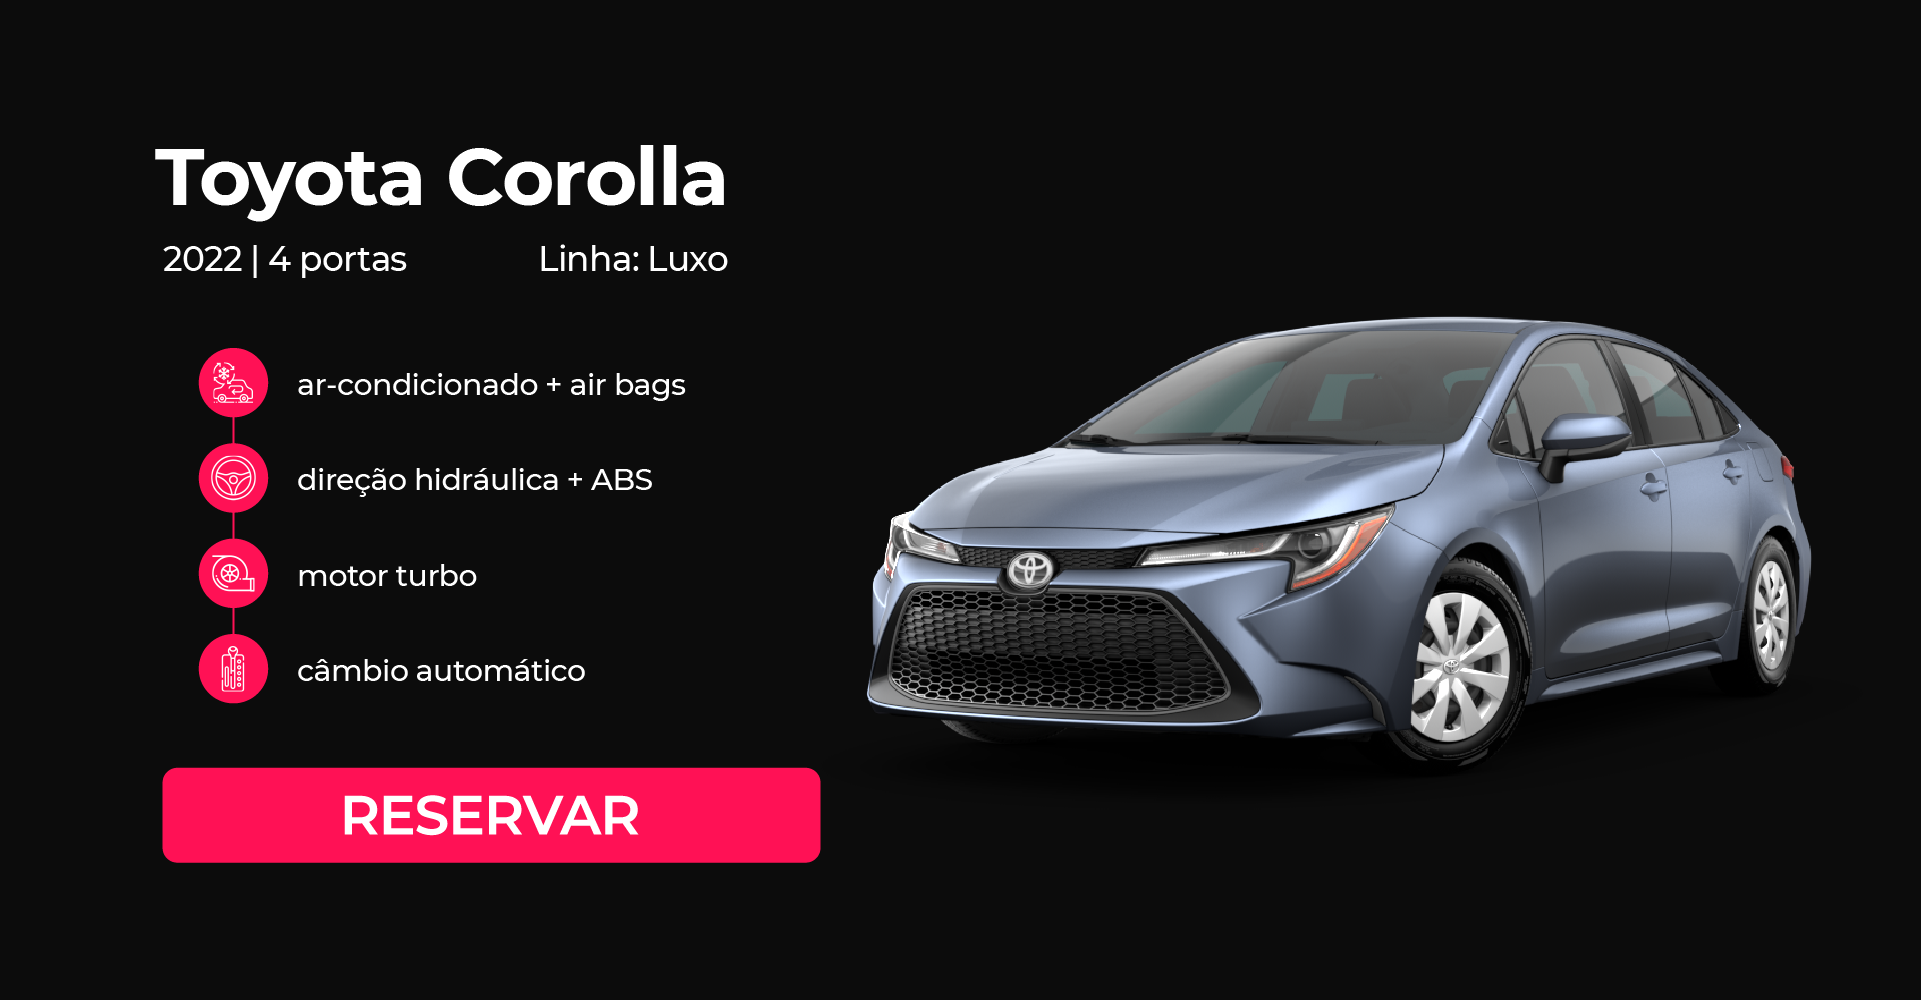 Toyota Corolla
2022 | 4 portas
Linha: Luxo
ar-condicionado + air bags
direção hidráulica + ABS
motor turbo
câmbio automático
RESERVAR